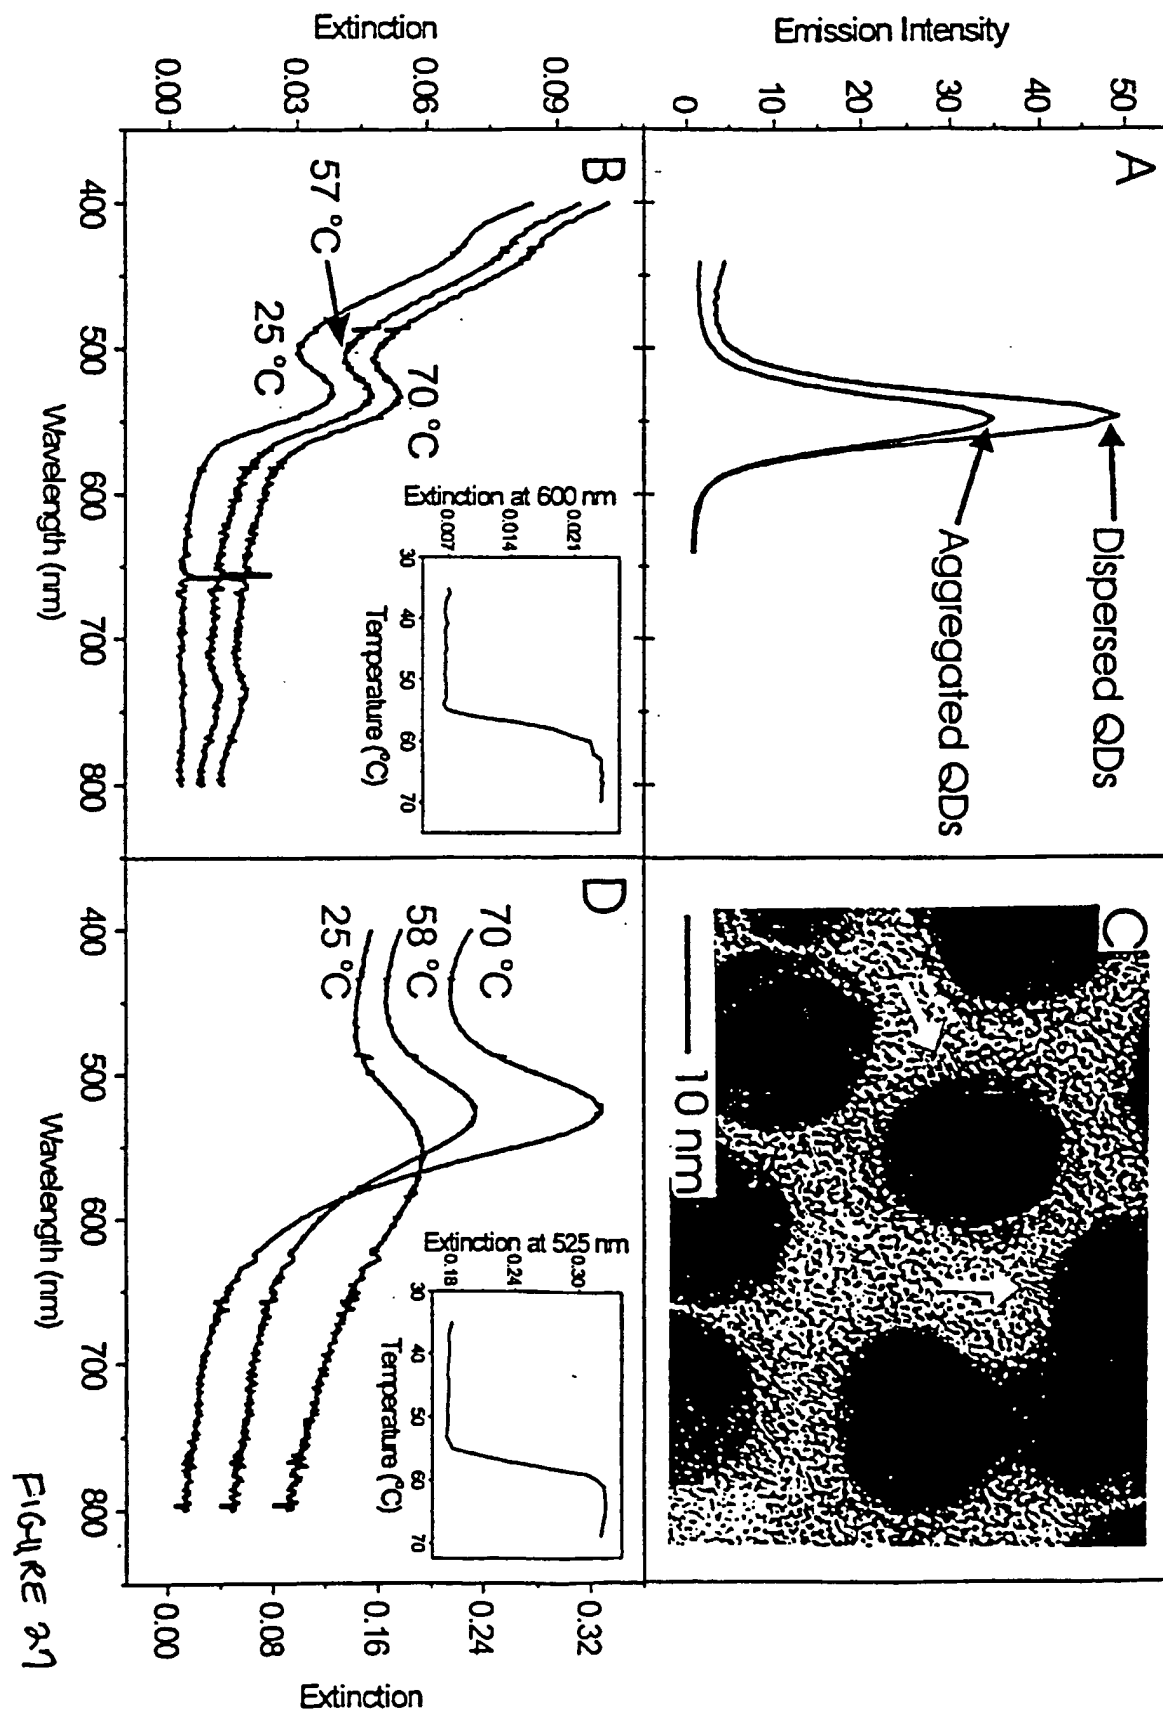 A
Emission Intensity
50
40
30
20
10
0
Dispersed QDs
Aggregated QDs
B
Extinction
0.09
0.06
0.03
0.00
57 °C
25 °C
70 °C
400
500
600
700
800
Wavelength (nm)
Extinction at 600 nm
0.021
0.014
0.007
30
40
50
60
70
Temperature (°C)
C
10 nm
D
70 °C
58 °C
25 °C
Extinction at 525 nm
0.30
0.24
0.18
30
40
50
60
70
Temperature (°C)
0.32
0.24
0.16
0.08
0.00
Extinction
400
500
600
700
800
Wavelength (nm)
FIGURE 27